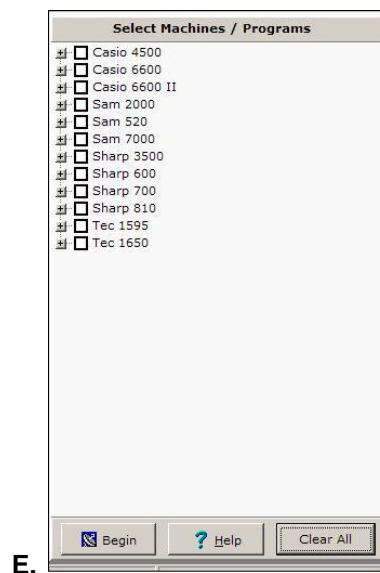 Select Machines / Programs
Casio 4500
Casio 6600
Casio 6600 II
Sam 2000
Sam 520
Sam 7000
Sharp 3500
Sharp 600
Sharp 700
Sharp 810
Tec 1595
Tec 1650
Begin Help Clear All
E.